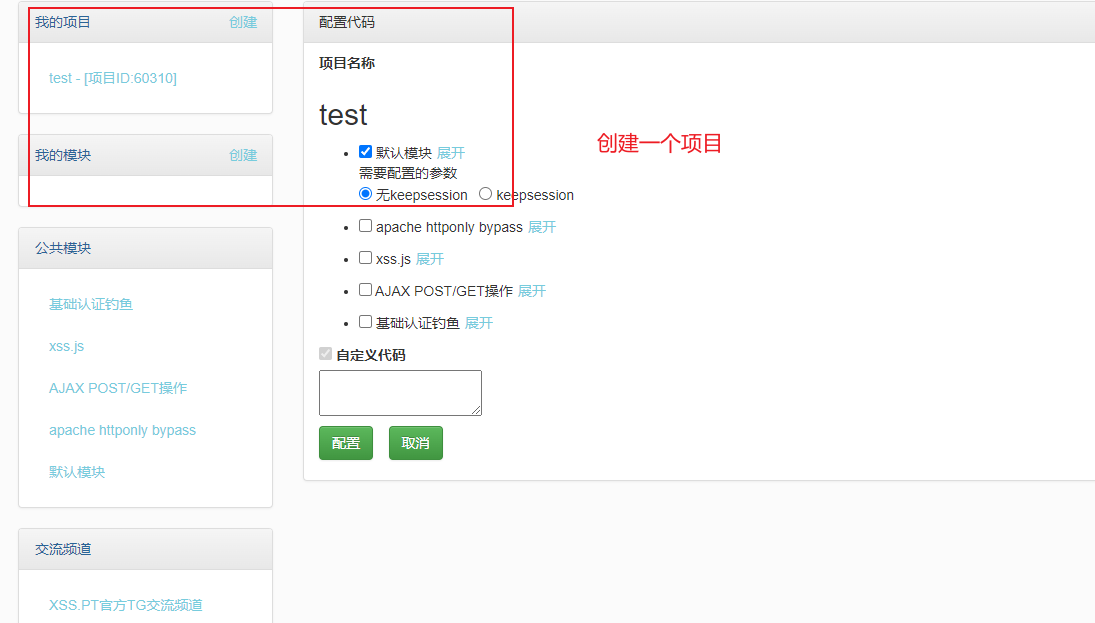 我的项目 创建
test - [项目ID:60310]
我的模块 创建
公共模块
基础认证钓鱼
xss.js
AJAX POST/GET操作
apache httponly bypass
默认模块
交流频道
XSS.PT官方TG交流频道
配置代码
项目名称
test
默认模块 展开
需要配置的参数
无keepsession keepsession
apache httponly bypass 展开
xss.js 展开
AJAX POST/GET操作 展开
基础认证钓鱼 展开
自定义代码
配置 取消
创建一个项目